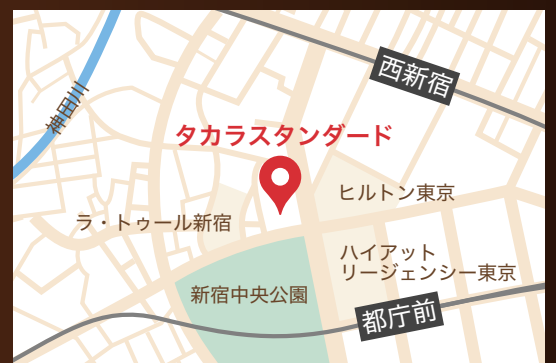 西新宿
神田川
タカラスタンダード
ヒルトン東京
ラ・トゥール新宿
ハイアット
リージェンシー東京
新宿中央公園
都庁前